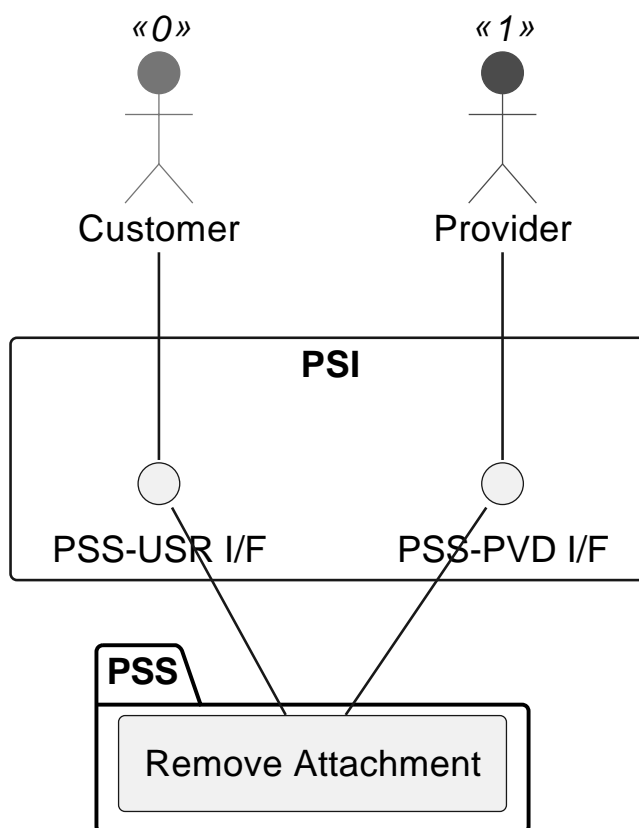 «0» «1»
Customer Provider
PSI
PSS-USR I/F PSS-PVD I/F
PSS
Remove Attachment